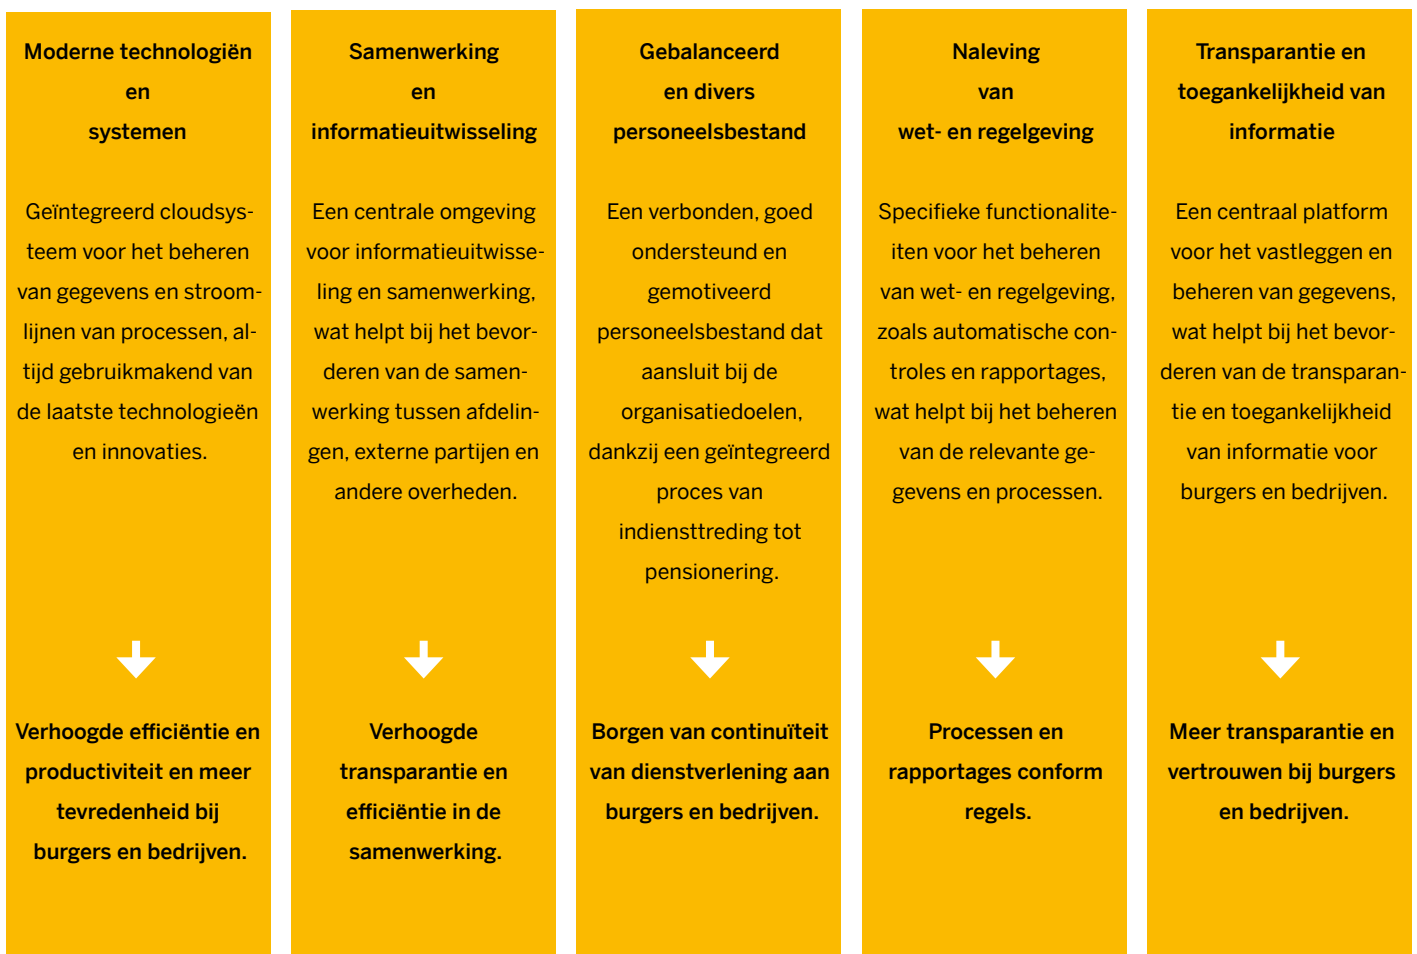 Moderne technologiën
en
systemen
Geïntegreerd cloudsys-
teem voor het beheren
van gegevens en stroom-
lijnen van processen, al-
tijd gebruikmakend van
de laatste technologieën
en innovaties.
Verhoogde efficiëntie en
productiviteit en meer
tevredenheid bij
burgers en bedrijven.
Samenwerking
en
informatieuitwisseling
Een centrale omgeving
voor informatieuitwisse-
ling en samenwerking,
wat helpt bij het bevor-
deren van de samen-
werking tussen afdelin-
gen, externe partijen en
andere overheden.
Verhoogde
transparantie en
efficiëntie in de
samenwerking.
Gebalanceerd
en divers
personeelsbestand
Een verbonden, goed
ondersteund en
gemotiveerd
personeelsbestand dat
aansluit bij de
organisatiedoelen,
dankzij een geïntegreerd
proces van
indiensttreding tot
pensionering.
Borgen van continuïteit
van dienstverlening aan
burgers en bedrijven.
Naleving
van
wet- en regelgeving
Specifieke functionalite-
iten voor het beheren
van wet- en regelgeving,
zoals automatische con-
troles en rapportages,
wat helpt bij het beheren
van de relevante ge-
gevens en processen.
Processen en
rapportages conform
regels.
Transparantie en
toegankelijkheid van
informatie
Een centraal platform
voor het vastleggen en
beheren van gegevens,
wat helpt bij het bevor-
deren van de transparan-
tie en toegankelijkheid
van informatie voor
burgers en bedrijven.
Meer transparantie en
vertrouwen bij burgers
en bedrijven.